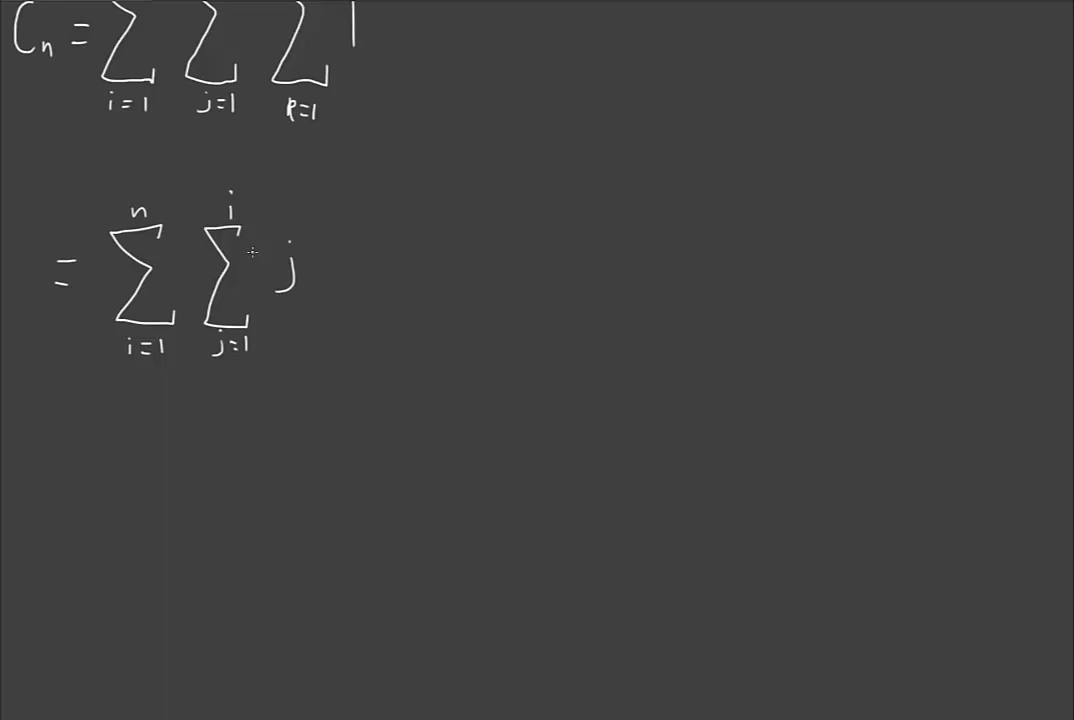 Cn = ∑ ∑ ∑ 1
i=1 j=1 k=1
n i
= ∑ ∑ j
i=1 j=1